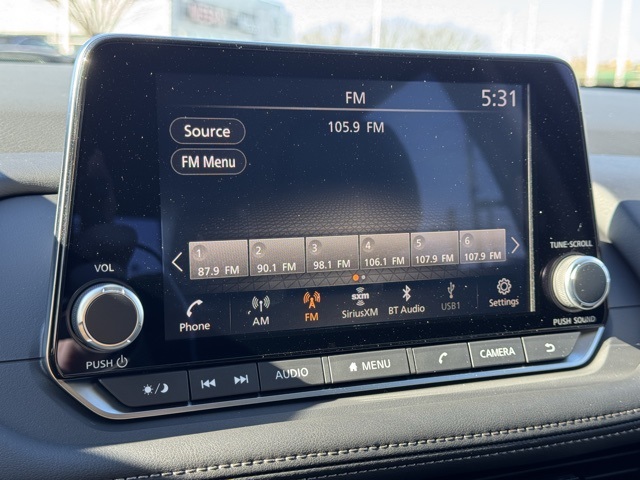 FM
5:31
Source
105.9 FM
FM Menu
TUNE·SCROLL
1 2 3 4 5 6
87.9 FM 90.1 FM 98.1 FM 106.1 FM 107.9 FM 107.9 FM
VOL
Phone AM FM sxm SiriusXM BT Audio USB1 Settings
PUSH
PUSH SOUND
AUDIO MENU CAMERA